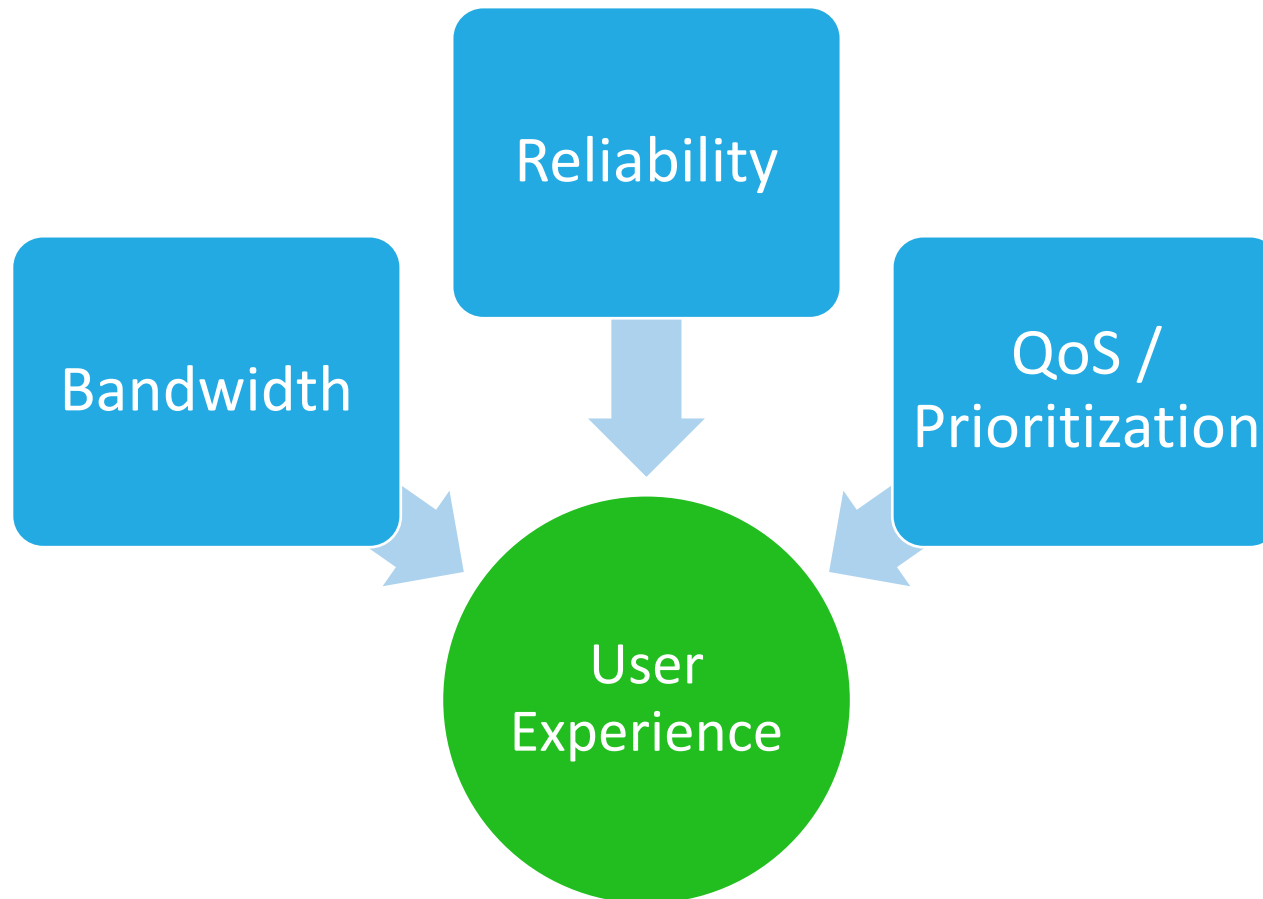 Reliability
Bandwidth
QoS /
Prioritization
User
Experience